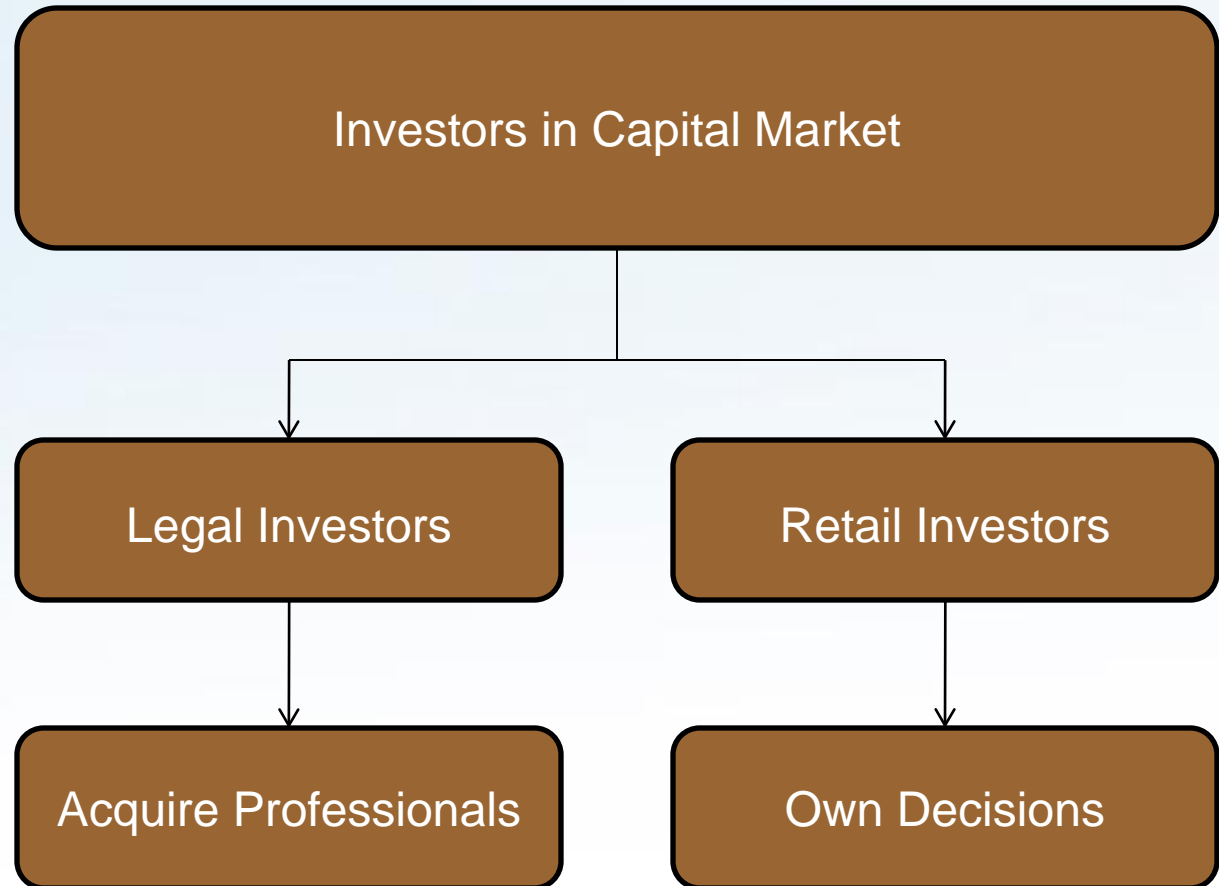 Investors in Capital Market
Legal Investors
Retail Investors
Acquire Professionals
Own Decisions